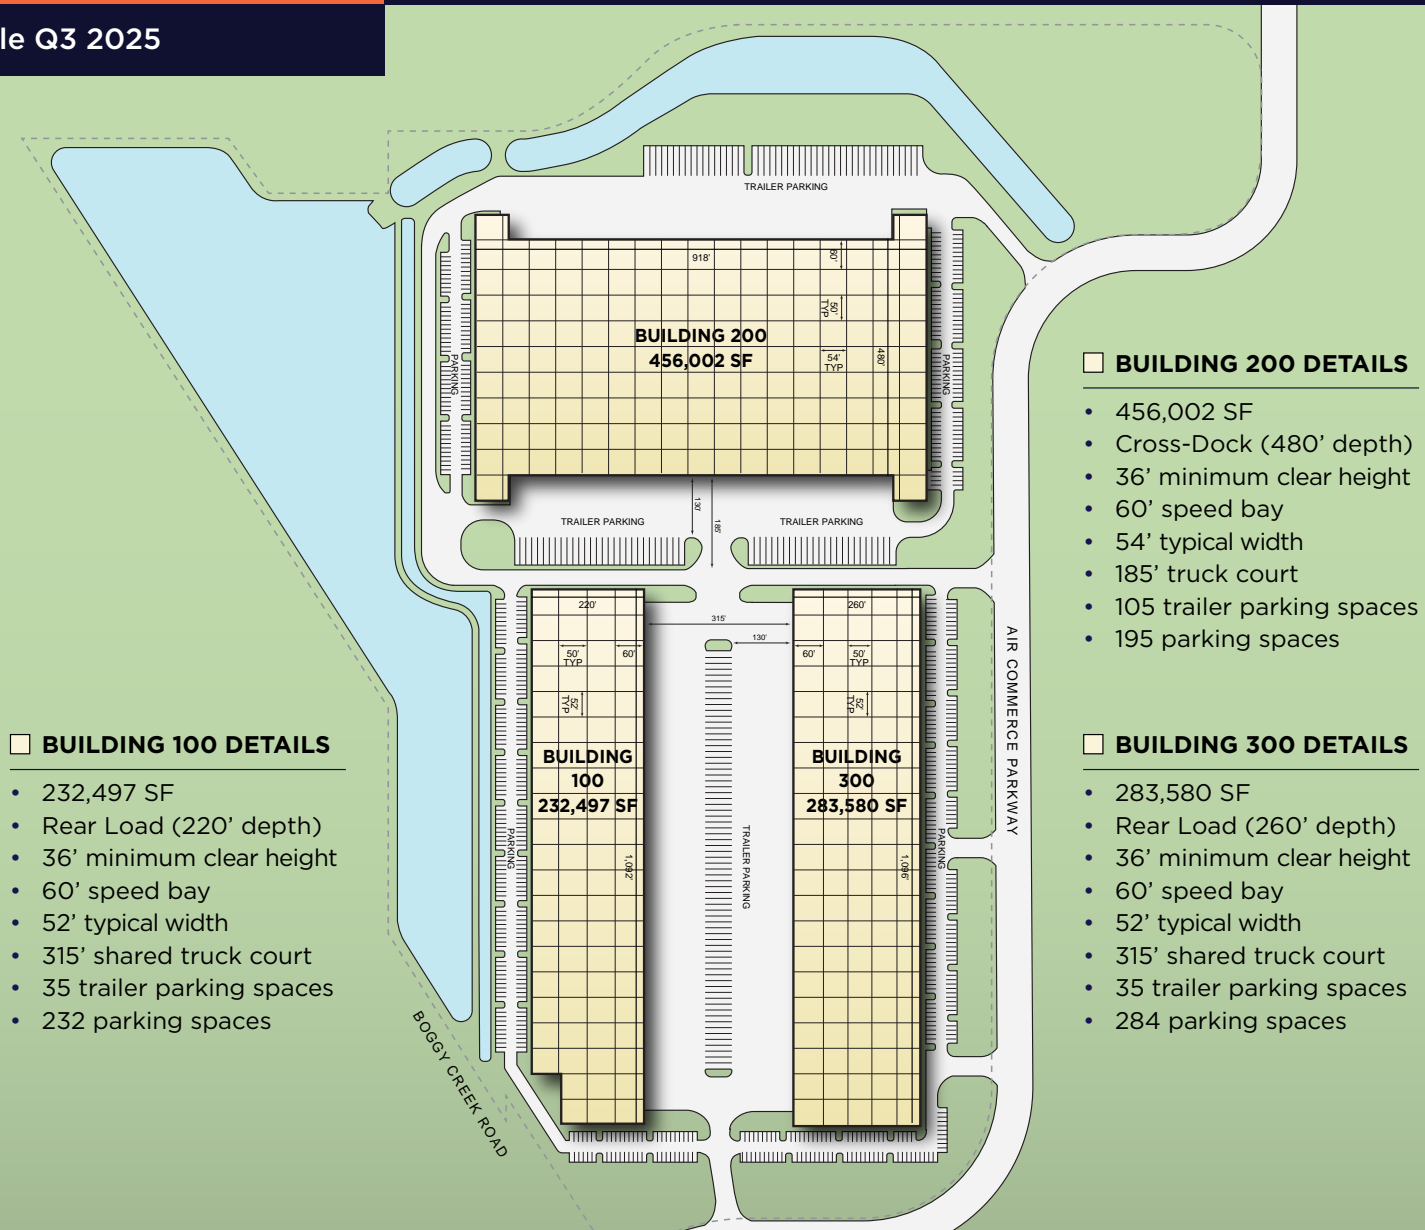 le Q3 2025
TRAILER PARKING
918’
60’
50’
TYP
BUILDING 200
456,002 SF
54’
TYP
480’
PARKING
PARKING
130’
185’
TRAILER PARKING
TRAILER PARKING
220’
315’
260’
130’
50’
TYP
60’
60’
50’
TYP
52’
TYP
52’
TYP
BUILDING
100
232,497 SF
BUILDING
300
283,580 SF
1,092’
1,096’
PARKING
TRAILER PARKING
PARKING
AIR COMMERCE PARKWAY
BOGGY CREEK ROAD
BUILDING 200 DETAILS
• 456,002 SF
• Cross-Dock (480’ depth)
• 36’ minimum clear height
• 60’ speed bay
• 54’ typical width
• 185’ truck court
• 105 trailer parking spaces
• 195 parking spaces
BUILDING 100 DETAILS
• 232,497 SF
• Rear Load (220’ depth)
• 36’ minimum clear height
• 60’ speed bay
• 52’ typical width
• 315’ shared truck court
• 35 trailer parking spaces
• 232 parking spaces
BUILDING 300 DETAILS
• 283,580 SF
• Rear Load (260’ depth)
• 36’ minimum clear height
• 60’ speed bay
• 52’ typical width
• 315’ shared truck court
• 35 trailer parking spaces
• 284 parking spaces